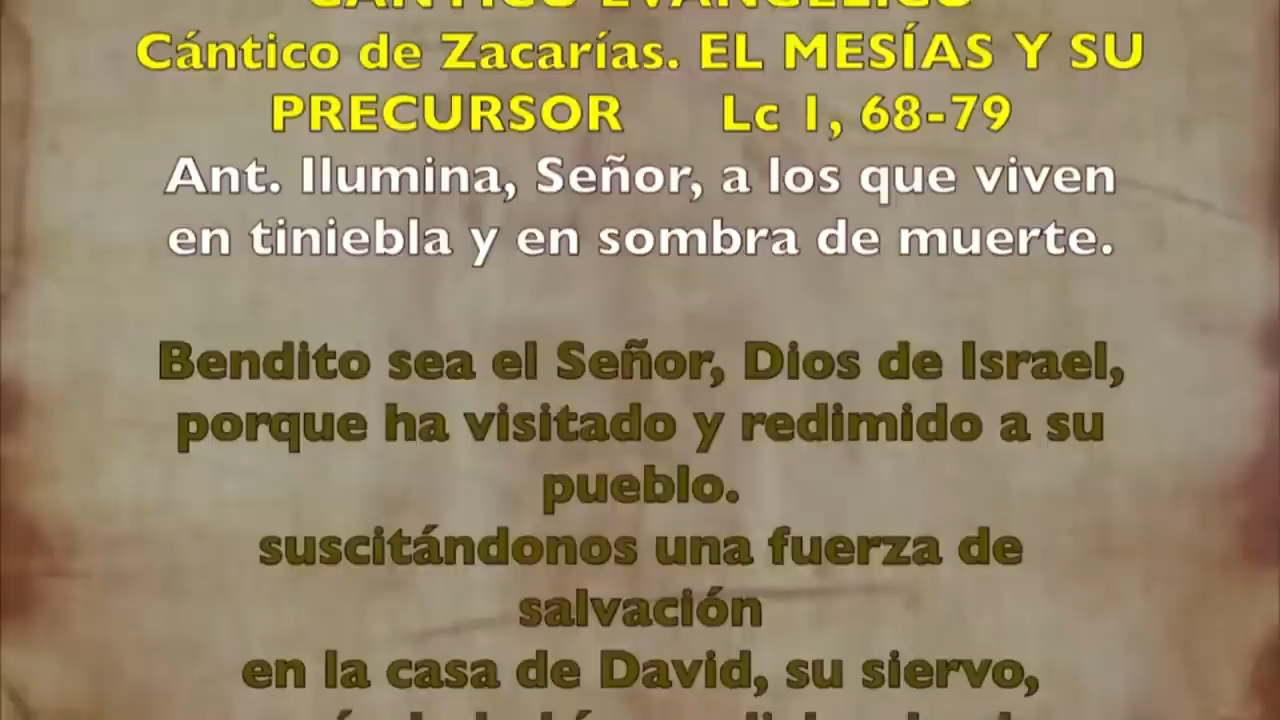 CÁNTICO EVANGÉLICO
Cántico de Zacarías. EL MESÍAS Y SU
PRECURSOR Lc 1, 68-79
Ant. Ilumina, Señor, a los que viven
en tiniebla y en sombra de muerte.
Bendito sea el Señor, Dios de Israel,
porque ha visitado y redimido a su
pueblo.
suscitándonos una fuerza de
salvación
en la casa de David, su siervo,